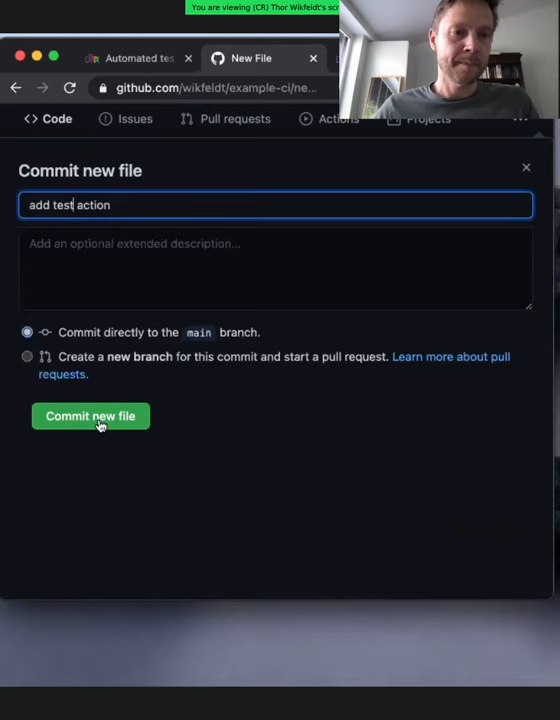 You are viewing (CR) Thor Wikfeldt's scr
Automated tes
New File
github.com/wikfeldt/example-ci/ne...
Code
Issues
Pull requests
Actions
Projects
Commit new file
add test action
Add an optional extended description...
Commit directly to the main branch.
Create a new branch for this commit and start a pull request. Learn more about pull
requests.
Commit new file